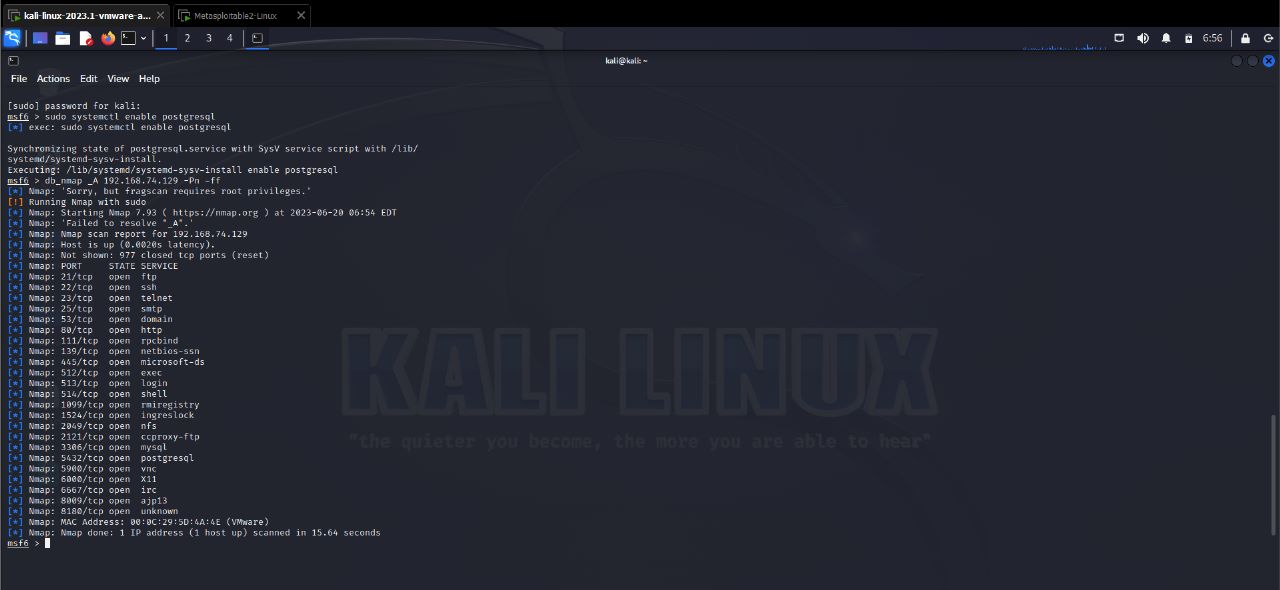 kali-linux-2023.1-vmware-a...
Metasploitable2-Linux
1 2 3 4
6:56
kali@kali: ~
File Actions Edit View Help
[sudo] password for kali:
msf6 > sudo systemctl enable postgresql
[*] exec: sudo systemctl enable postgresql
Synchronizing state of postgresql.service with SysV service script with /lib/
systemd/systemd-sysv-install.
Executing: /lib/systemd/systemd-sysv-install enable postgresql
msf6 > db_nmap _A 192.168.74.129 -Pn -ff
[*] Nmap: 'Sorry, but fragscan requires root privileges.'
[!] Running Nmap with sudo
[*] Nmap: Starting Nmap 7.93 ( https://nmap.org ) at 2023-06-20 06:54 EDT
[*] Nmap: 'Failed to resolve "_A".'
[*] Nmap: Nmap scan report for 192.168.74.129
[*] Nmap: Host is up (0.0020s latency).
[*] Nmap: Not shown: 977 closed tcp ports (reset)
[*] Nmap: PORT     STATE SERVICE
[*] Nmap: 21/tcp   open  ftp
[*] Nmap: 22/tcp   open  ssh
[*] Nmap: 23/tcp   open  telnet
[*] Nmap: 25/tcp   open  smtp
[*] Nmap: 53/tcp   open  domain
[*] Nmap: 80/tcp   open  http
[*] Nmap: 111/tcp  open  rpcbind
[*] Nmap: 139/tcp  open  netbios-ssn
[*] Nmap: 445/tcp  open  microsoft-ds
[*] Nmap: 512/tcp  open  exec
[*] Nmap: 513/tcp  open  login
[*] Nmap: 514/tcp  open  shell
[*] Nmap: 1099/tcp open  rmiregistry
[*] Nmap: 1524/tcp open  ingreslock
[*] Nmap: 2049/tcp open  nfs
[*] Nmap: 2121/tcp open  ccproxy-ftp
[*] Nmap: 3306/tcp open  mysql
[*] Nmap: 5432/tcp open  postgresql
[*] Nmap: 5900/tcp open  vnc
[*] Nmap: 6000/tcp open  X11
[*] Nmap: 6667/tcp open  irc
[*] Nmap: 8009/tcp open  ajp13
[*] Nmap: 8180/tcp open  unknown
[*] Nmap: MAC Address: 00:0C:29:5D:4A:4E (VMware)
[*] Nmap: Nmap done: 1 IP address (1 host up) scanned in 15.64 seconds
msf6 >
KALI LINUX
"the quieter you become, the more you are able to hear"